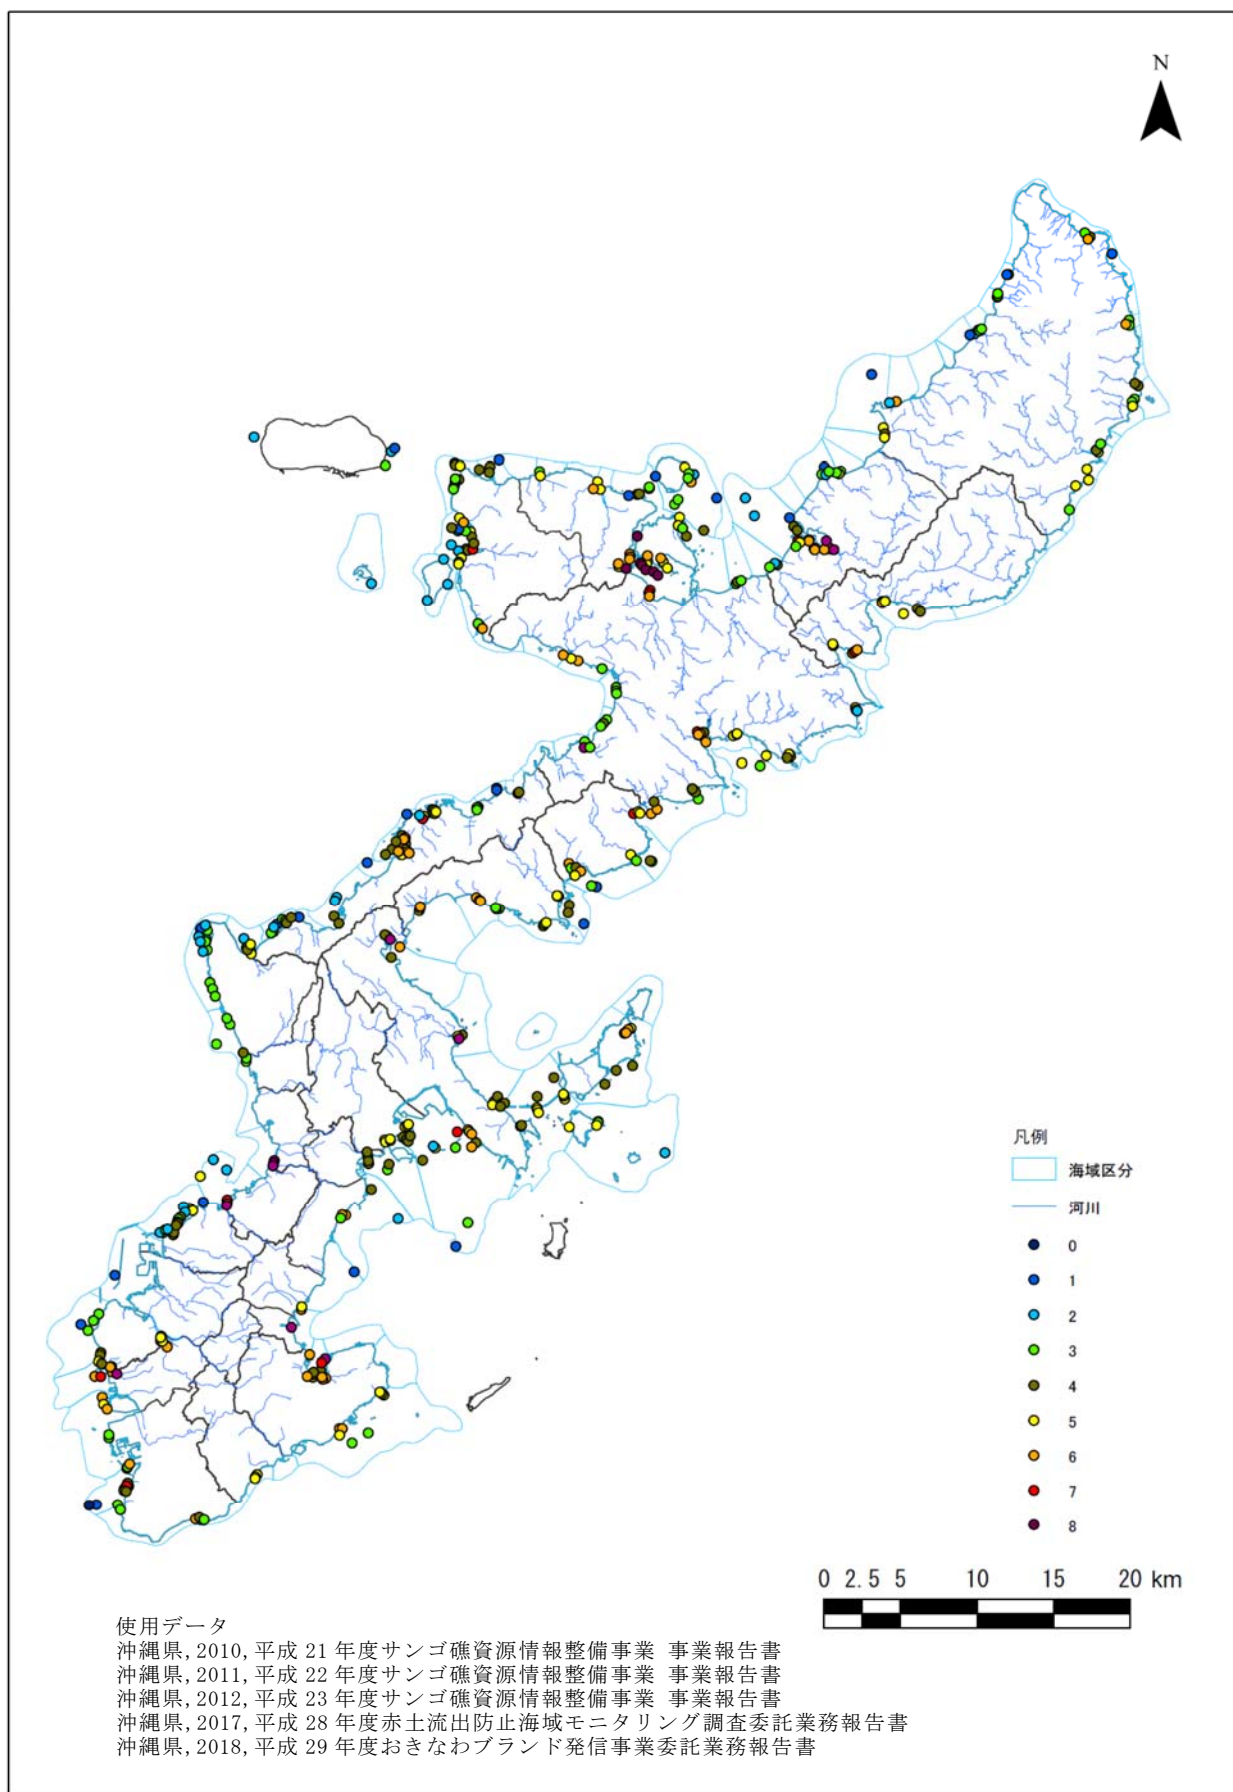 N
凡例
海域区分
河川
0
1
2
3
4
5
6
7
8
0 2.5 5 10 15 20 km
使用データ
沖縄県,2010,平成 21 年度サンゴ礁資源情報整備事業 事業報告書
沖縄県,2011,平成 22 年度サンゴ礁資源情報整備事業 事業報告書
沖縄県,2012,平成 23 年度サンゴ礁資源情報整備事業 事業報告書
沖縄県,2017,平成 28 年度赤土流出防止海域モニタリング調査委託業務報告書
沖縄県,2018,平成 29 年度おきなわブランド発信事業委託業務報告書